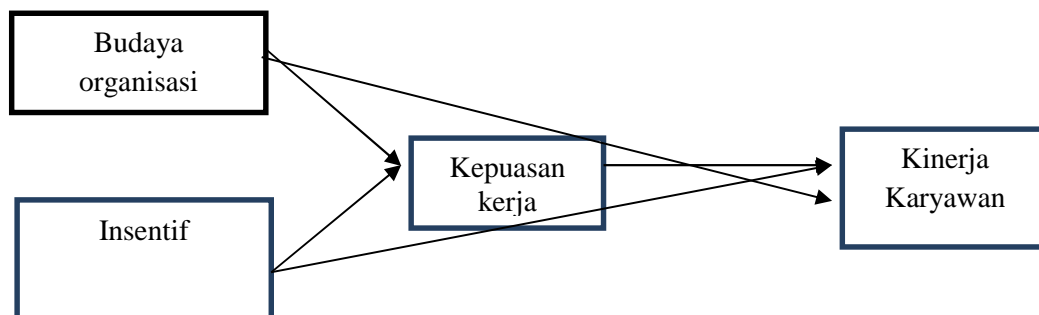 Budaya
organisasi
Kepuasan
kerja
Kinerja
Karyawan
Insentif